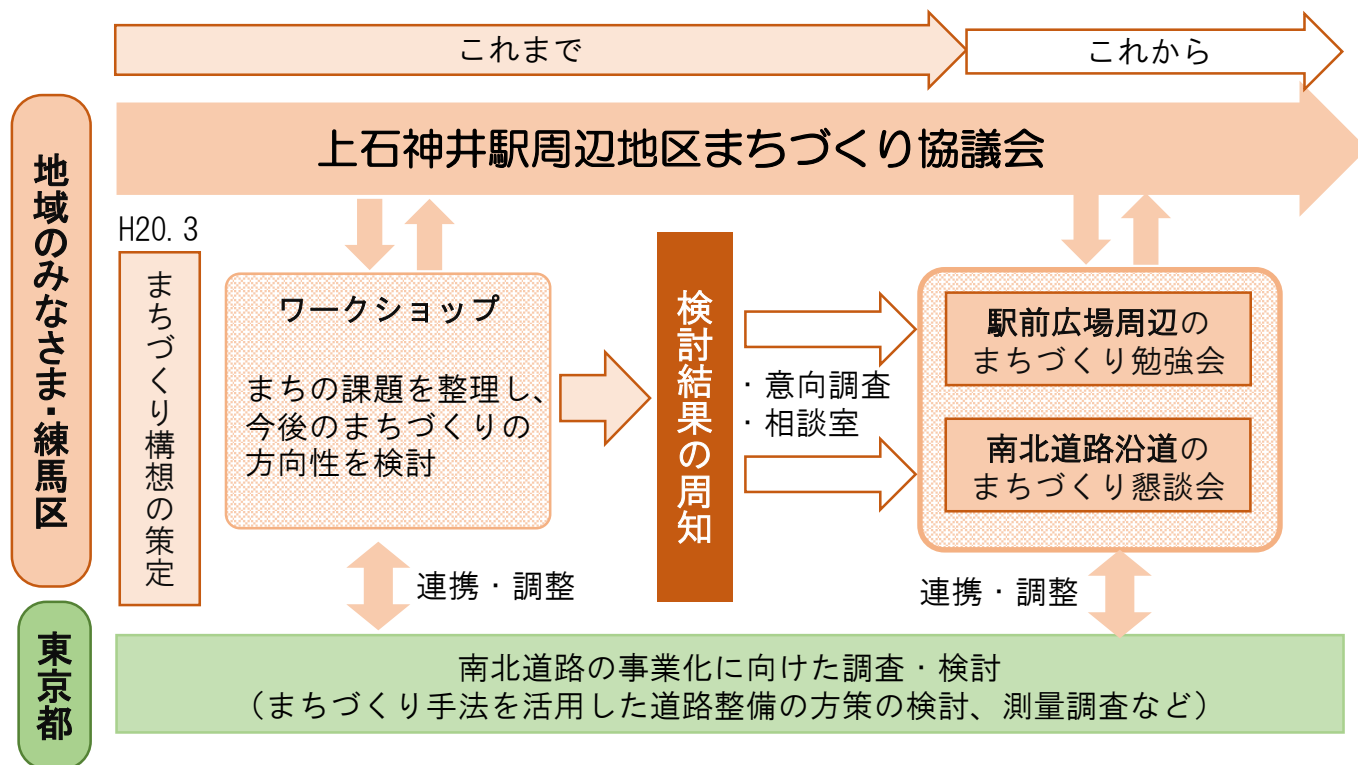 これまで
これから
地域のみなさま・練馬区
上石神井駅周辺地区まちづくり協議会
H20.3
まちづくり構想の策定
ワークショップ
まちの課題を整理し、
今後のまちづくりの
方向性を検討
検討結果の周知
・意向調査
・相談室
駅前広場周辺の
まちづくり勉強会
南北道路沿道の
まちづくり懇談会
連携・調整
連携・調整
東京都
南北道路の事業化に向けた調査・検討
（まちづくり手法を活用した道路整備の方策の検討、測量調査など）